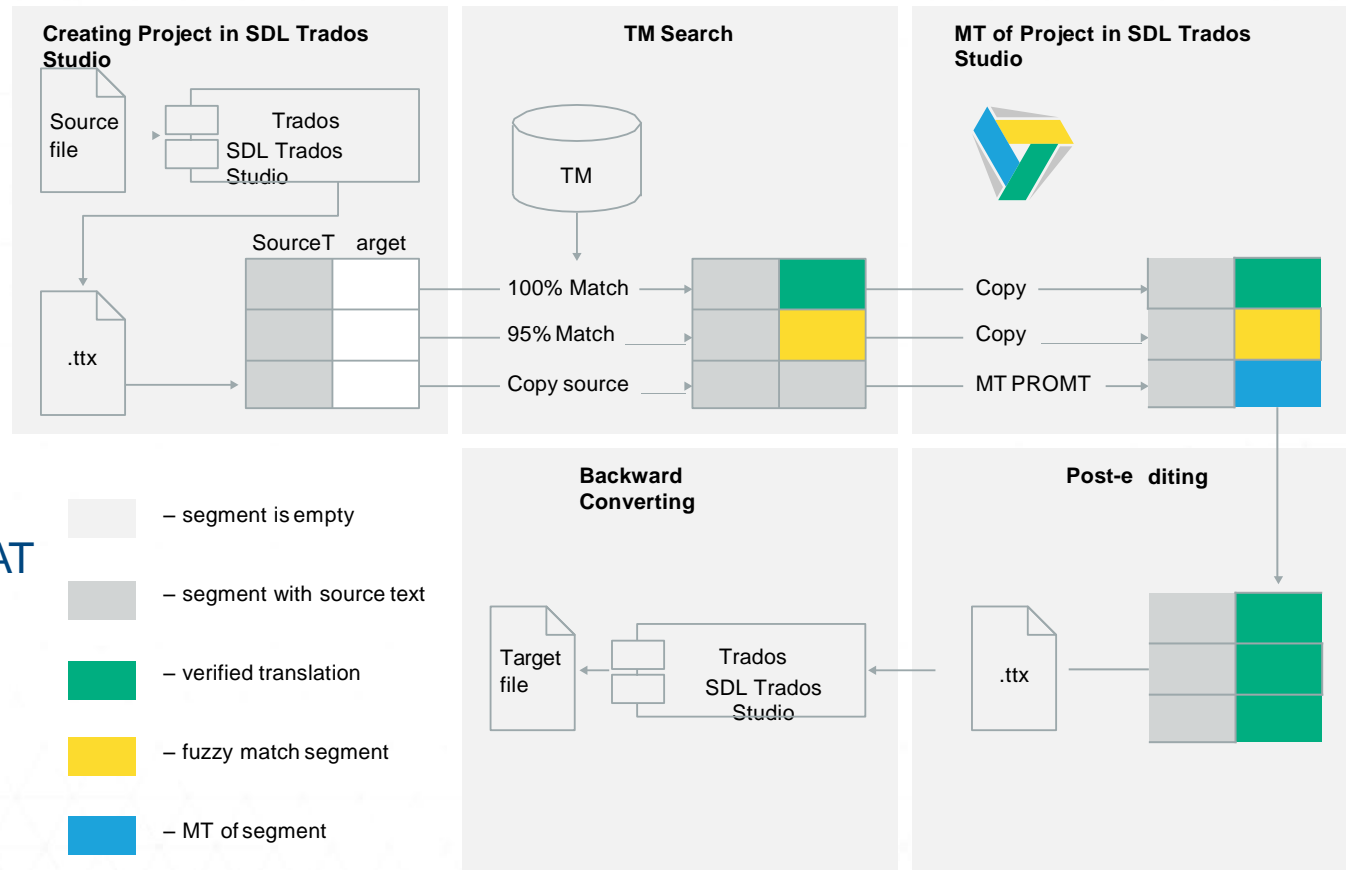 Creating Project in SDL Trados
Studio
Source
file
Trados
SDL Trados
Studio
SourceT arget
.ttx
TM Search
TM
100% Match
95% Match
Copy source
MT of Project in SDL Trados
Studio
Copy
Copy
MT PROMT
AT
– segment is empty
– segment with source text
– verified translation
– fuzzy match segment
– MT of segment
Backward
Converting
Target
file
Trados
SDL Trados
Studio
Post-e diting
.ttx